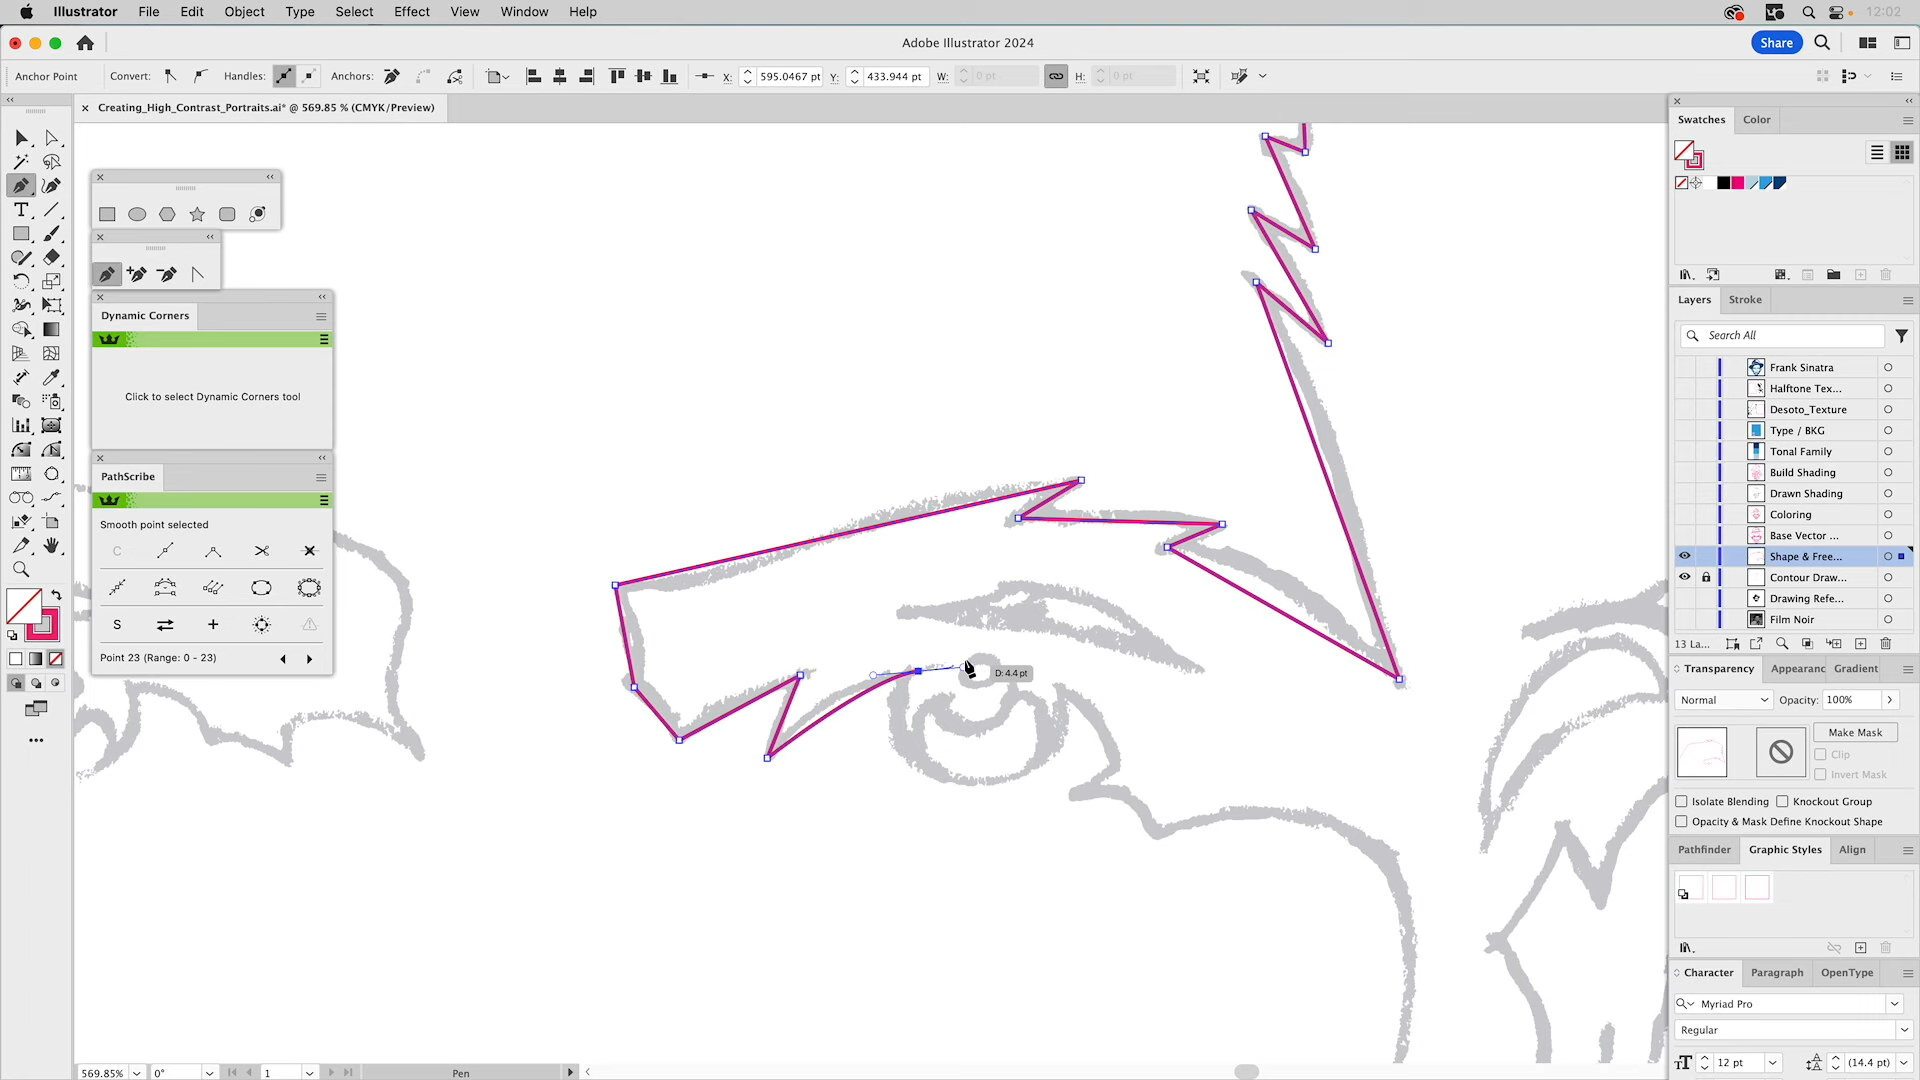 Illustrator File Edit Object Type Select Effect View Window Help 12:02
Adobe Illustrator 2024 Share
Anchor Point Convert: Handles: Anchors: X: 595.0467 pt Y: 433.944 pt W: 0 pt H: 0 pt
Creating_High_Contrast_Portraits.ai* @ 569.85 % (CMYK/Preview)
Swatches Color
Dynamic Corners
Click to select Dynamic Corners tool
PathScribe
Smooth point selected
C
S
Point 23 (Range: 0 - 23)
D: 4.4 pt
Layers Stroke
Search All
Frank Sinatra
Halftone Tex...
Desoto_Texture
Type / BKG
Tonal Family
Build Shading
Drawn Shading
Coloring
Base Vector ...
Shape & Free...
Contour Draw...
Drawing Refe...
Film Noir
13 La...
Transparency Appearanc Gradient
Normal Opacity: 100%
Make Mask
Clip
Invert Mask
Isolate Blending Knockout Group
Opacity & Mask Define Knockout Shape
Pathfinder Graphic Styles Align
Character Paragraph OpenType
Myriad Pro
Regular
12 pt (14.4 pt)
569.85% 0° 1 Pen